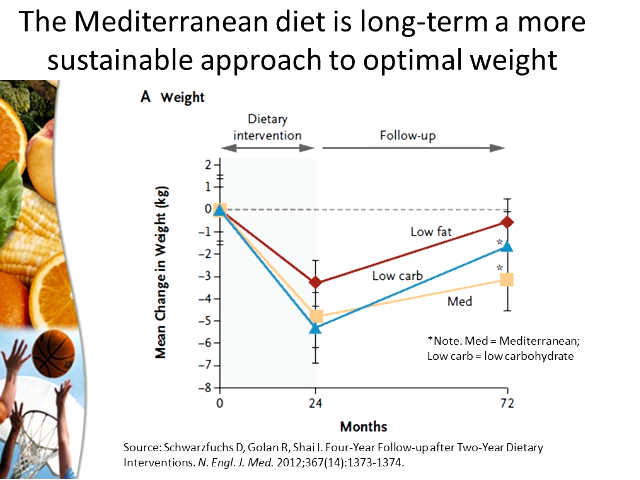 The Mediterranean diet is long-term a more
sustainable approach to optimal weight
A Weight
Dietary
intervention
Follow-up
Mean Change in Weight (kg)
2
1
0
−1
−2
−3
−4
−5
−6
−7
−8
Low fat
*
Low carb
*
Med
*Note. Med = Mediterranean;
Low carb = low carbohydrate
0 24 72
Months
Source: Schwarzfuchs D, Golan R, Shai I. Four-Year Follow-up after Two-Year Dietary
Interventions. N. Engl. J. Med. 2012;367(14):1373-1374.